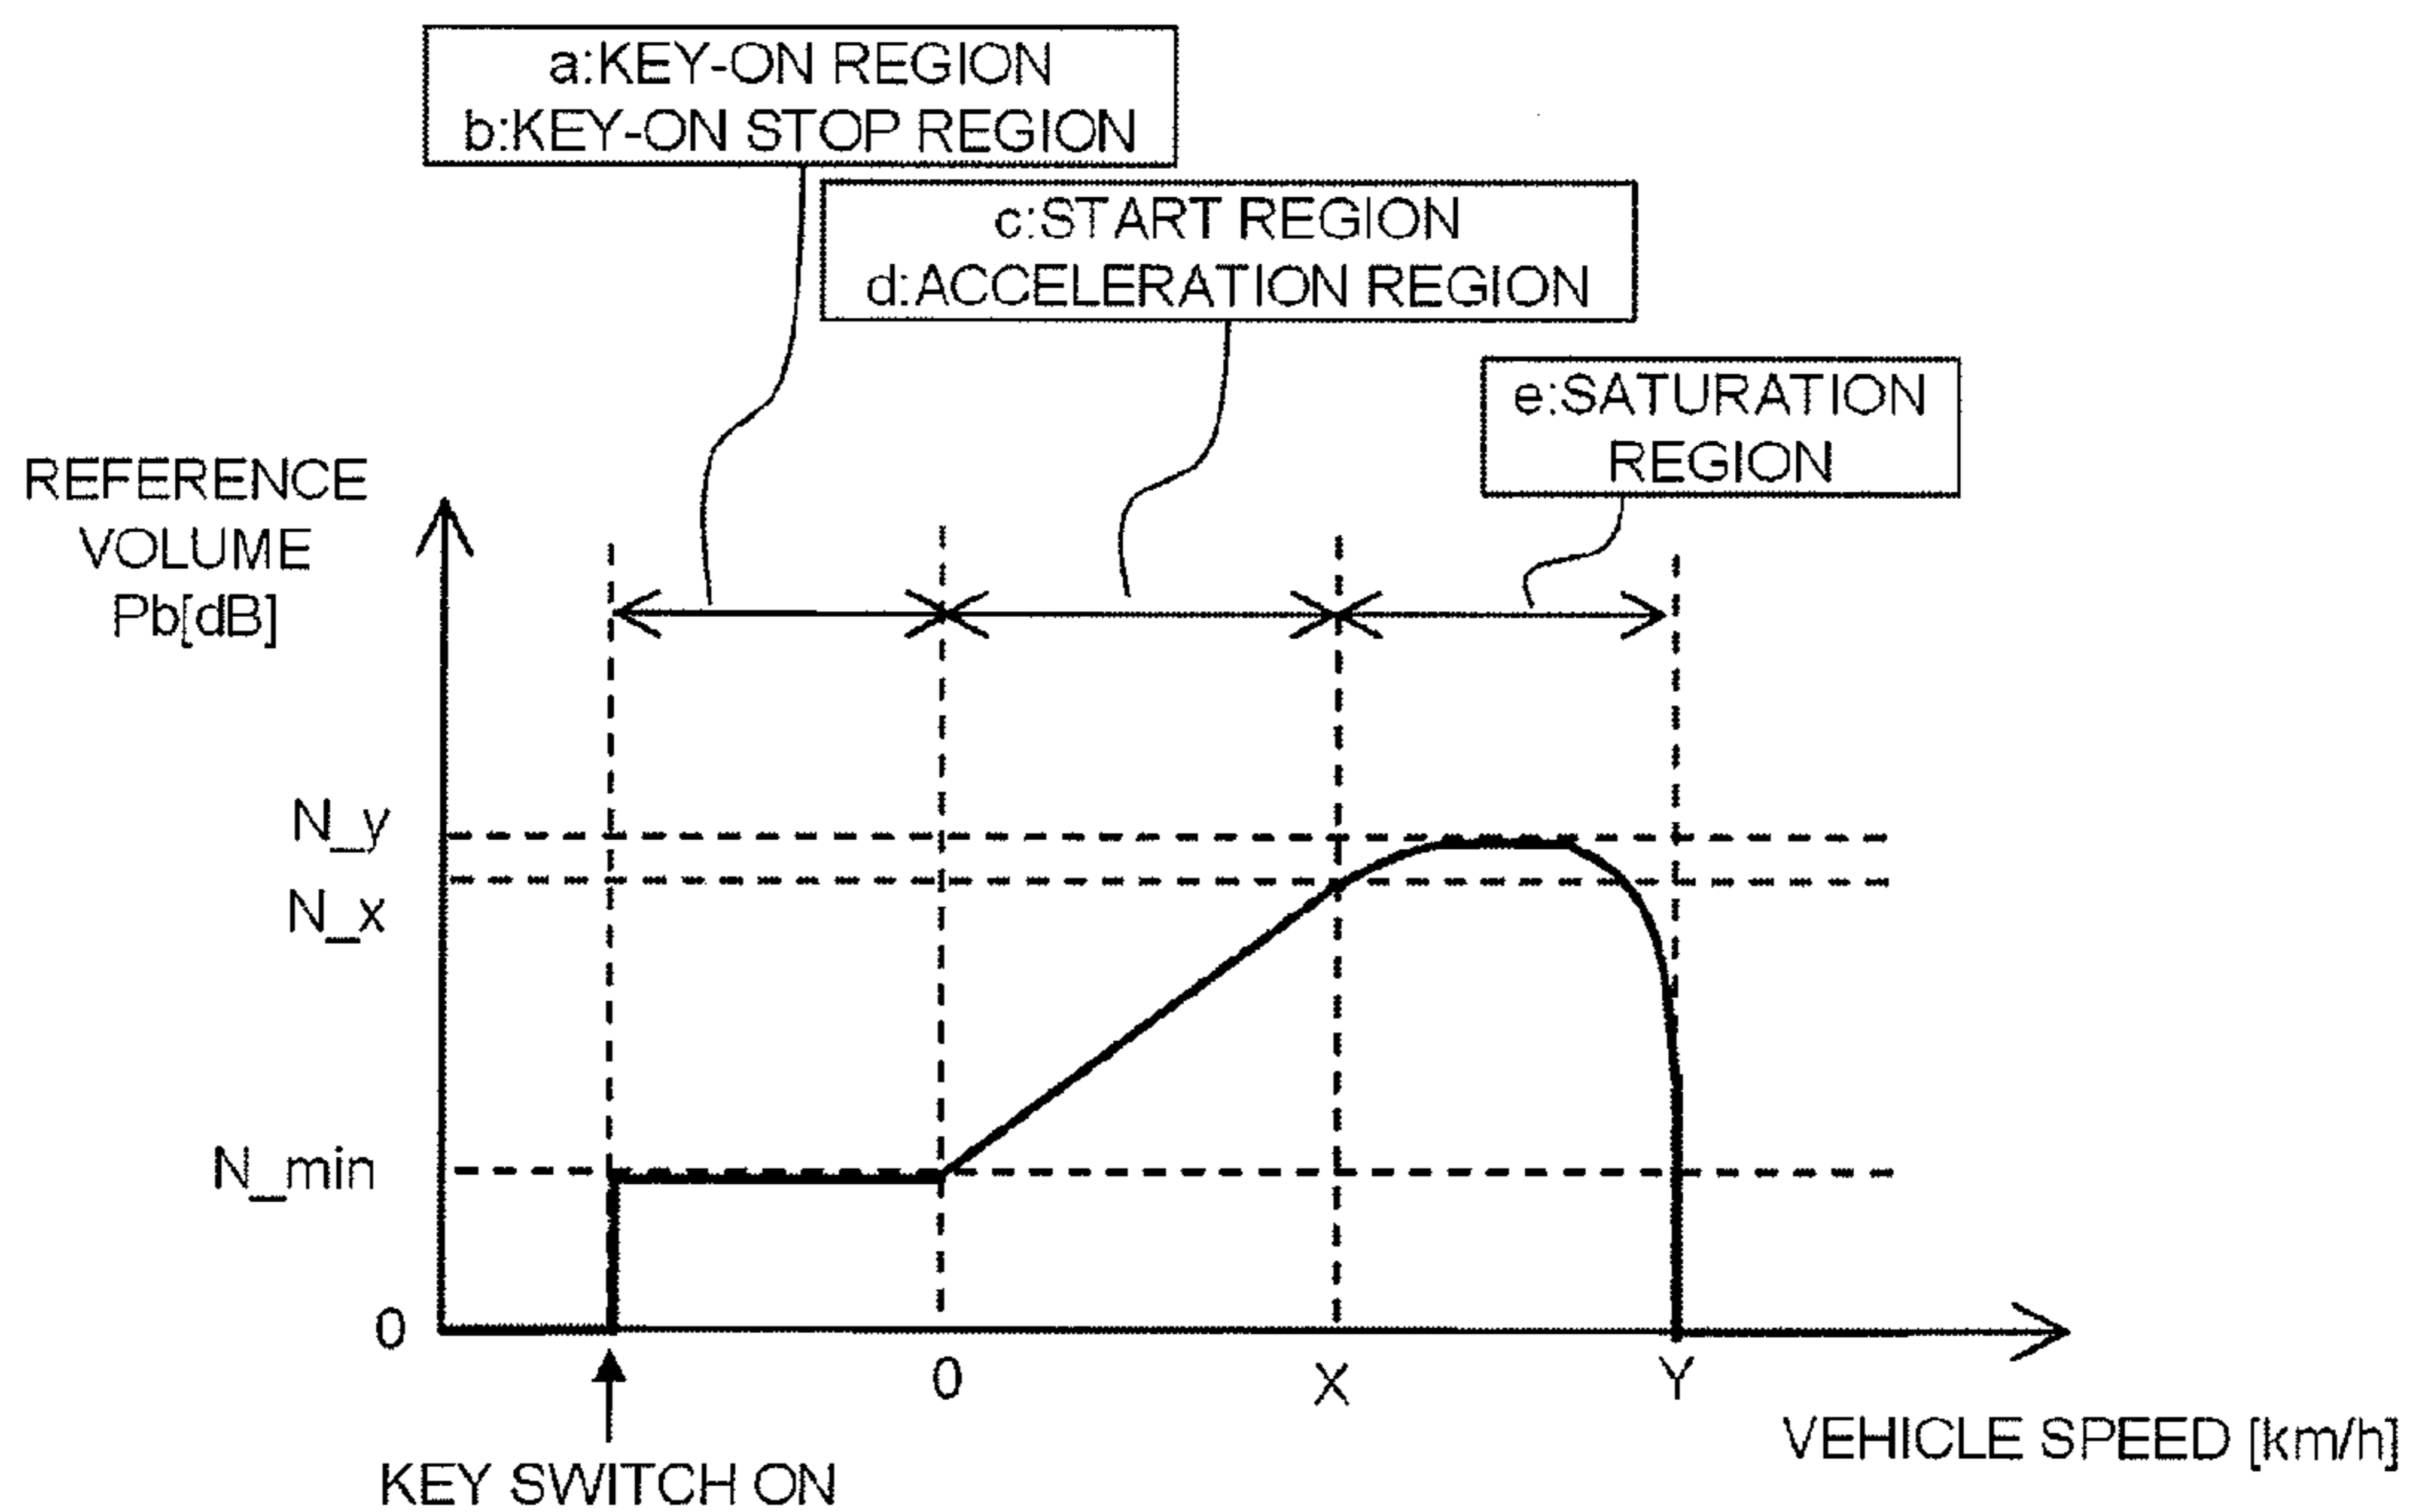 a:KEY-ON REGION
b:KEY-ON STOP REGION
c:START REGION
d:ACCELERATION REGION
e:SATURATION
REGION
REFERENCE
VOLUME
Pb[dB]
N_y
N_x
N_min
0
0
X
Y
VEHICLE SPEED [km/h]
KEY SWITCH ON